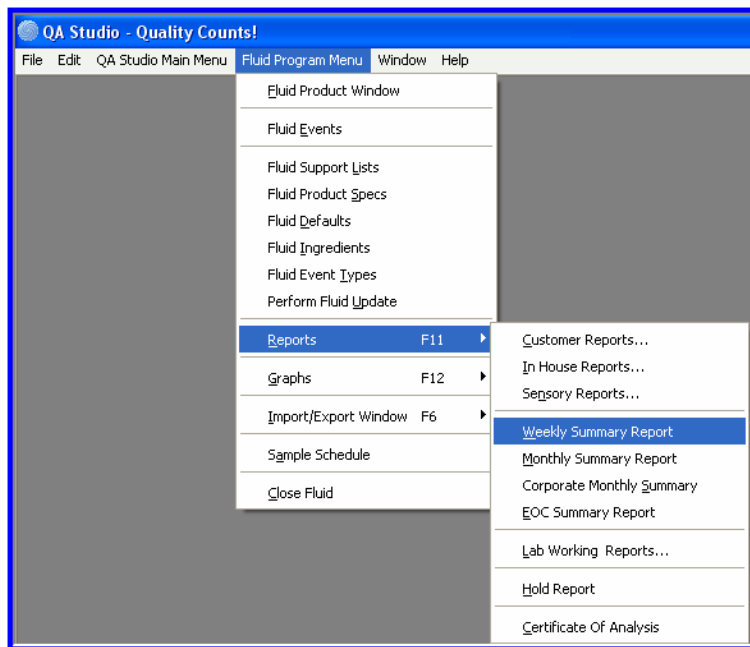 QA Studio - Quality Counts!
File Edit QA Studio Main Menu Fluid Program Menu Window Help
Fluid Product Window
Fluid Events
Fluid Support Lists
Fluid Product Specs
Fluid Defaults
Fluid Ingredients
Fluid Event Types
Perform Fluid Update
Reports F11
Graphs F12
Import/Export Window F6
Sample Schedule
Close Fluid
Customer Reports...
In House Reports...
Sensory Reports...
Weekly Summary Report
Monthly Summary Report
Corporate Monthly Summary
EOC Summary Report
Lab Working Reports...
Hold Report
Certificate Of Analysis